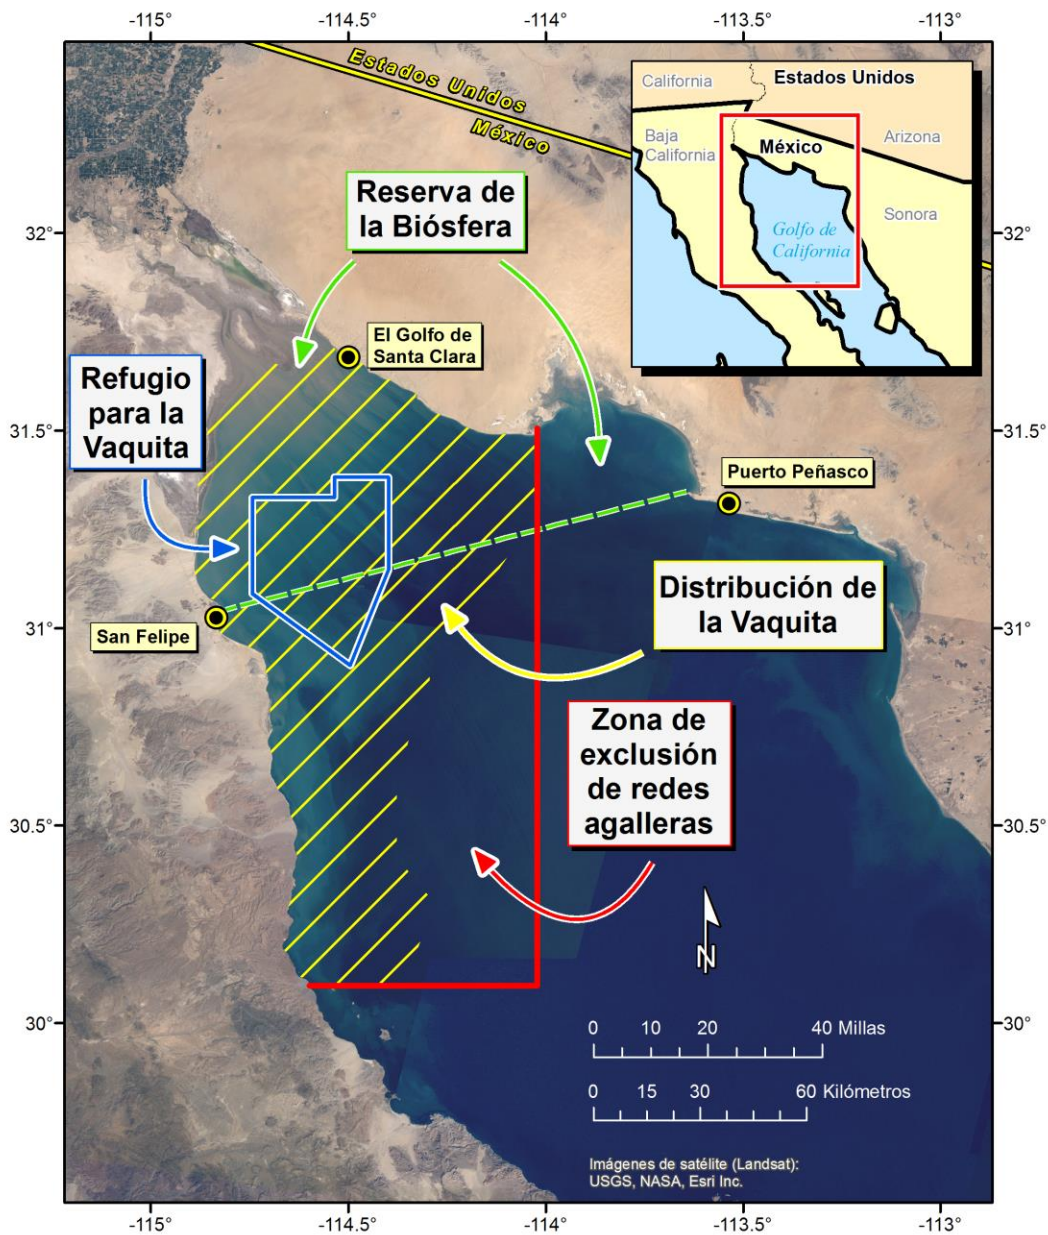 -115°
-114.5°
-114°
-113.5°
-113°
Estados Unidos
México
California
Estados Unidos
Baja
California
México
Arizona
Sonora
Golfo de
California
Reserva de
la Biósfera
32°
32°
El Golfo de
Santa Clara
Refugio
para la
Vaquita
31.5°
31.5°
Puerto Peñasco
Distribución de
la Vaquita
San Felipe
31°
31°
Zona de
exclusión
de redes
agalleras
30.5°
30.5°
N
30°
30°
0 10 20 40 Millas
0 15 30 60 Kilómetros
Imágenes de satélite (Landsat):
USGS, NASA, Esri Inc.
-115°
-114.5°
-114°
-113.5°
-113°